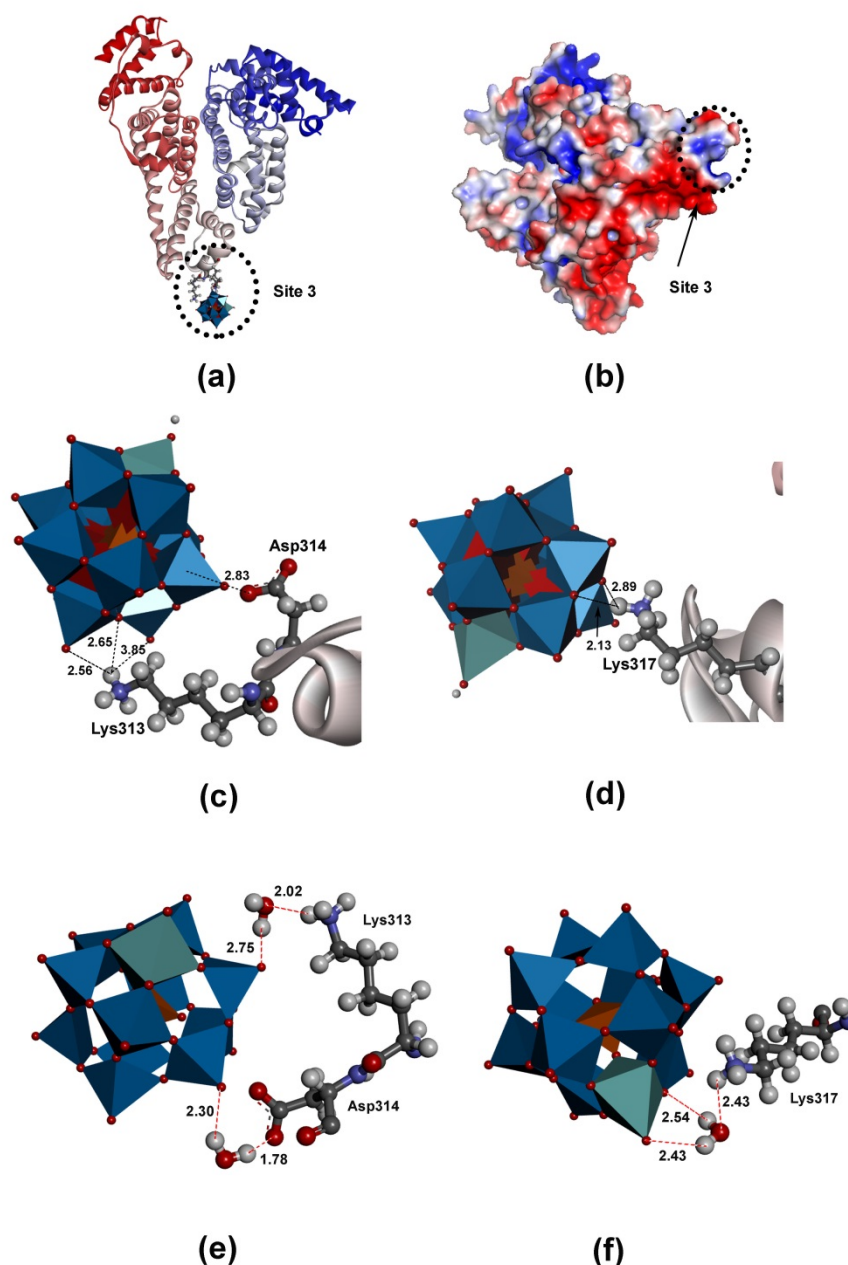 Site 3
(a)
Site 3
(b)
Asp314
2.83
2.65
3.85
2.56
Lys313
(c)
2.89
2.13
Lys317
(d)
2.02
Lys313
2.75
2.30
Asp314
1.78
(e)
2.43
2.54
Lys317
2.43
(f)